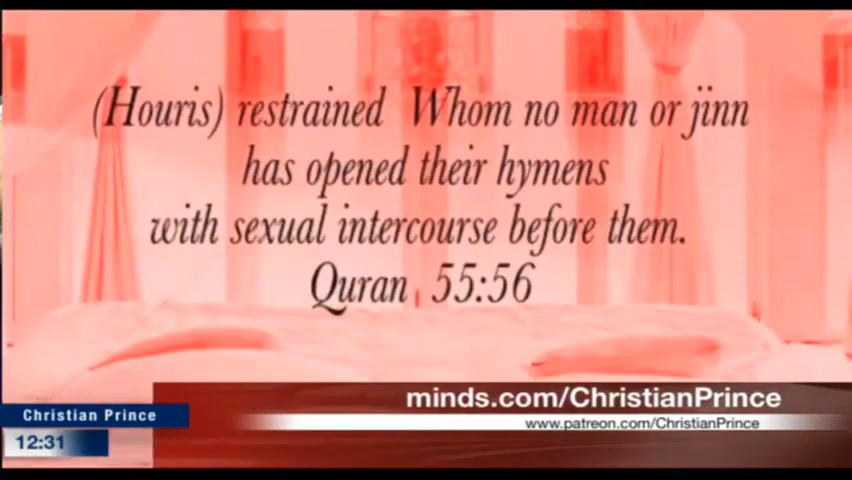 (Houris) restrained Whom no man or jinn
has opened their hymens
with sexual intercourse before them.
Quran 55:56
minds.com/ChristianPrince
www.patreon.com/ChristianPrince
Christian Prince
12:31